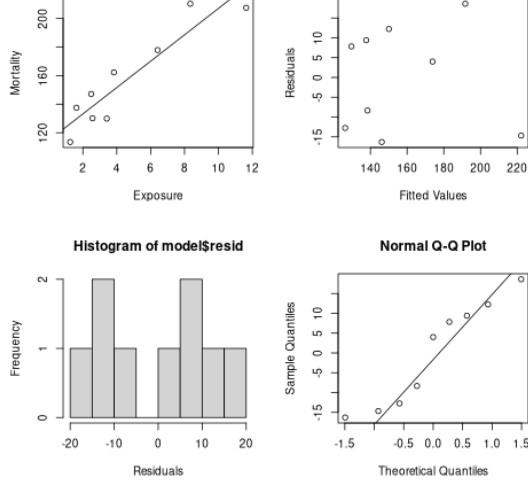 200
160
120
Mortality
2 4 6 8 10 12
Exposure
10
0
-5
-15
Residuals
140 160 180 200 220
Fitted Values
Histogram of model$resid
2
1
0
Frequency
-20 -10 0 10 20
Residuals
Normal Q-Q Plot
10
5
0
-5
-15
Sample Quantiles
-1.5 -0.5 0.0 0.5 1.0 1.5
Theoretical Quantiles